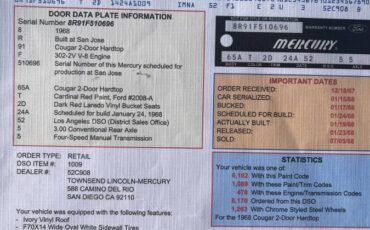 DOOR DATA PLATE INFORMATION
Serial Number 8R91F510696
8 1968
R Built at San Jose
91 Cougar 2-Door Hardtop
F 302-2V V-8 Engine
510696 Serial Number of this Mercury scheduled for
production at San Jose
65A Cougar 2-Door Hardtop
T Cardinal Red Paint, Ford #2008-A
2D Dark Red Laredo Vinyl Bucket Seats
24A Scheduled for build January 24, 1968
52 Los Angeles DSO (District Sales Office)
5 3.00 Conventional Rear Axle
5 Four-Speed Manual Transmission
ORDER TYPE: RETAIL
DSO ITEM #: 1009
DEALER #: 52C908
TOWNSEND LINCOLN-MERCURY
588 CAMINO DEL RIO
SAN DIEGO CA 92110
Your vehicle was equipped with the following features:
- Ivory Vinyl Roof
- F70X14 Wide Oval White Sidewall Tires
52C908
8R91F510696
WARRANTY NUMBER
MERCURY
65A T 2D 24A 52 5 5
IMPORTANT DATES
ORDER RECEIVED: 12/18/67
CAR SERIALIZED:
BUCKED:
SCHEDULED FOR BUILD:
ACTUALLY BUILT:
RELEASED:
SOLD:
STATISTICS
Your vehicle was one of:
6,102 With this Paint Code
With these Paint/Trim Codes
With these Engine/Transmission Codes
Ordered from this DSO
With Chrome Styled Steel Wheels
For the 1968 Cougar 2-Door Hardtop